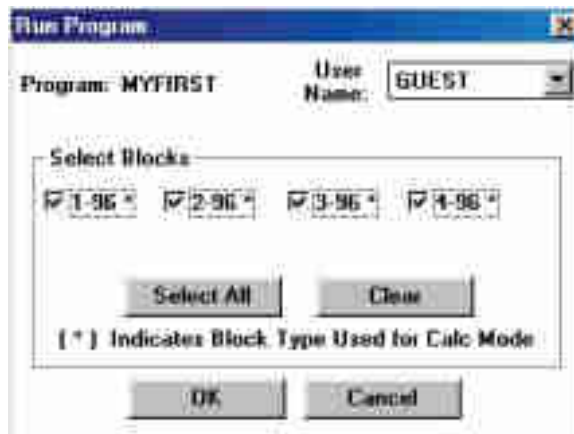 Run Program
Program: MYFIRST
User Name:
GUEST
Select Blocks
1-96 * 2-96 * 3-96 * 4-96 *
Select All Clear
( * ) Indicates Block Type Used for Calc Mode
OK Cancel